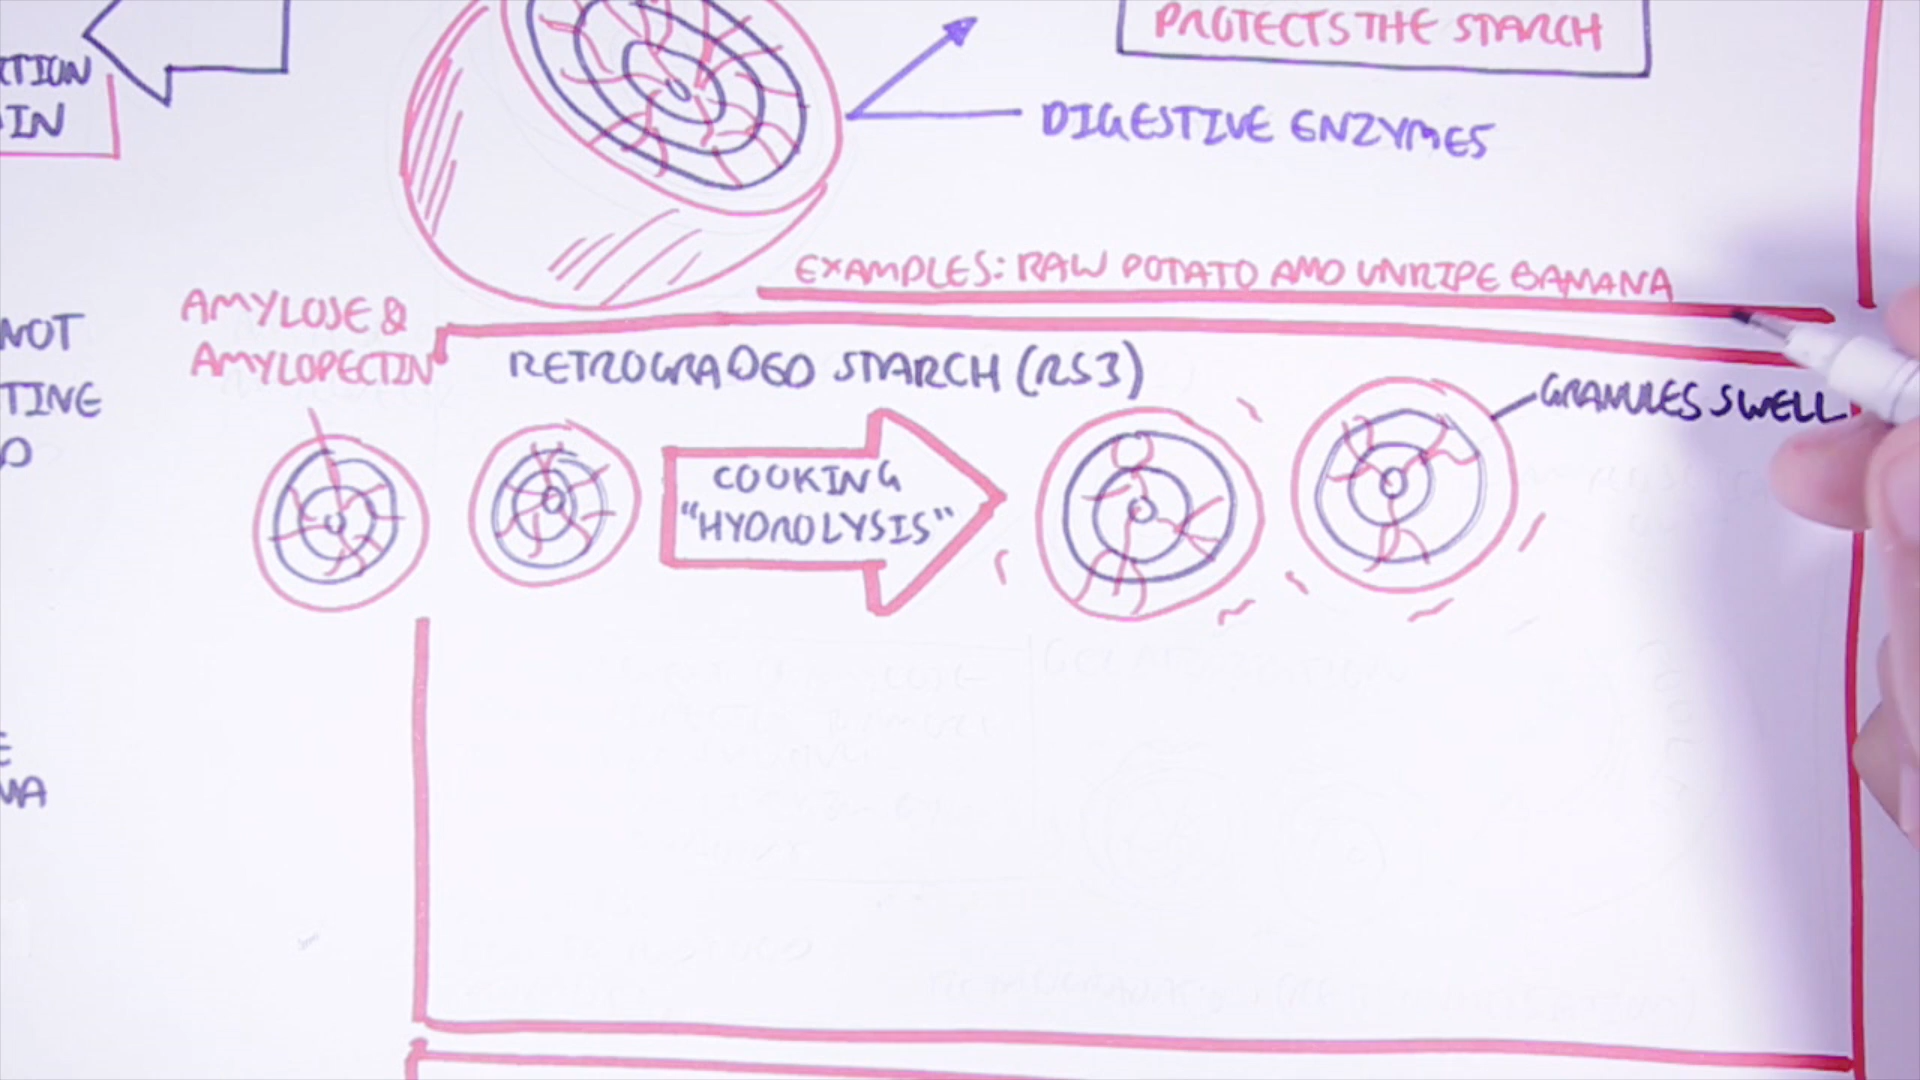 PROTECTS THE STARCH
DIGESTIVE ENZYMES
EXAMPLES: RAW POTATO AND UNRIPE BANANA
IN
NOT
AMYLOSE &
AMYLOPECTIN
RETROGRADED STARCH (RS3)
GRANULES SWELL
COOKING
"HYDROLYSIS"